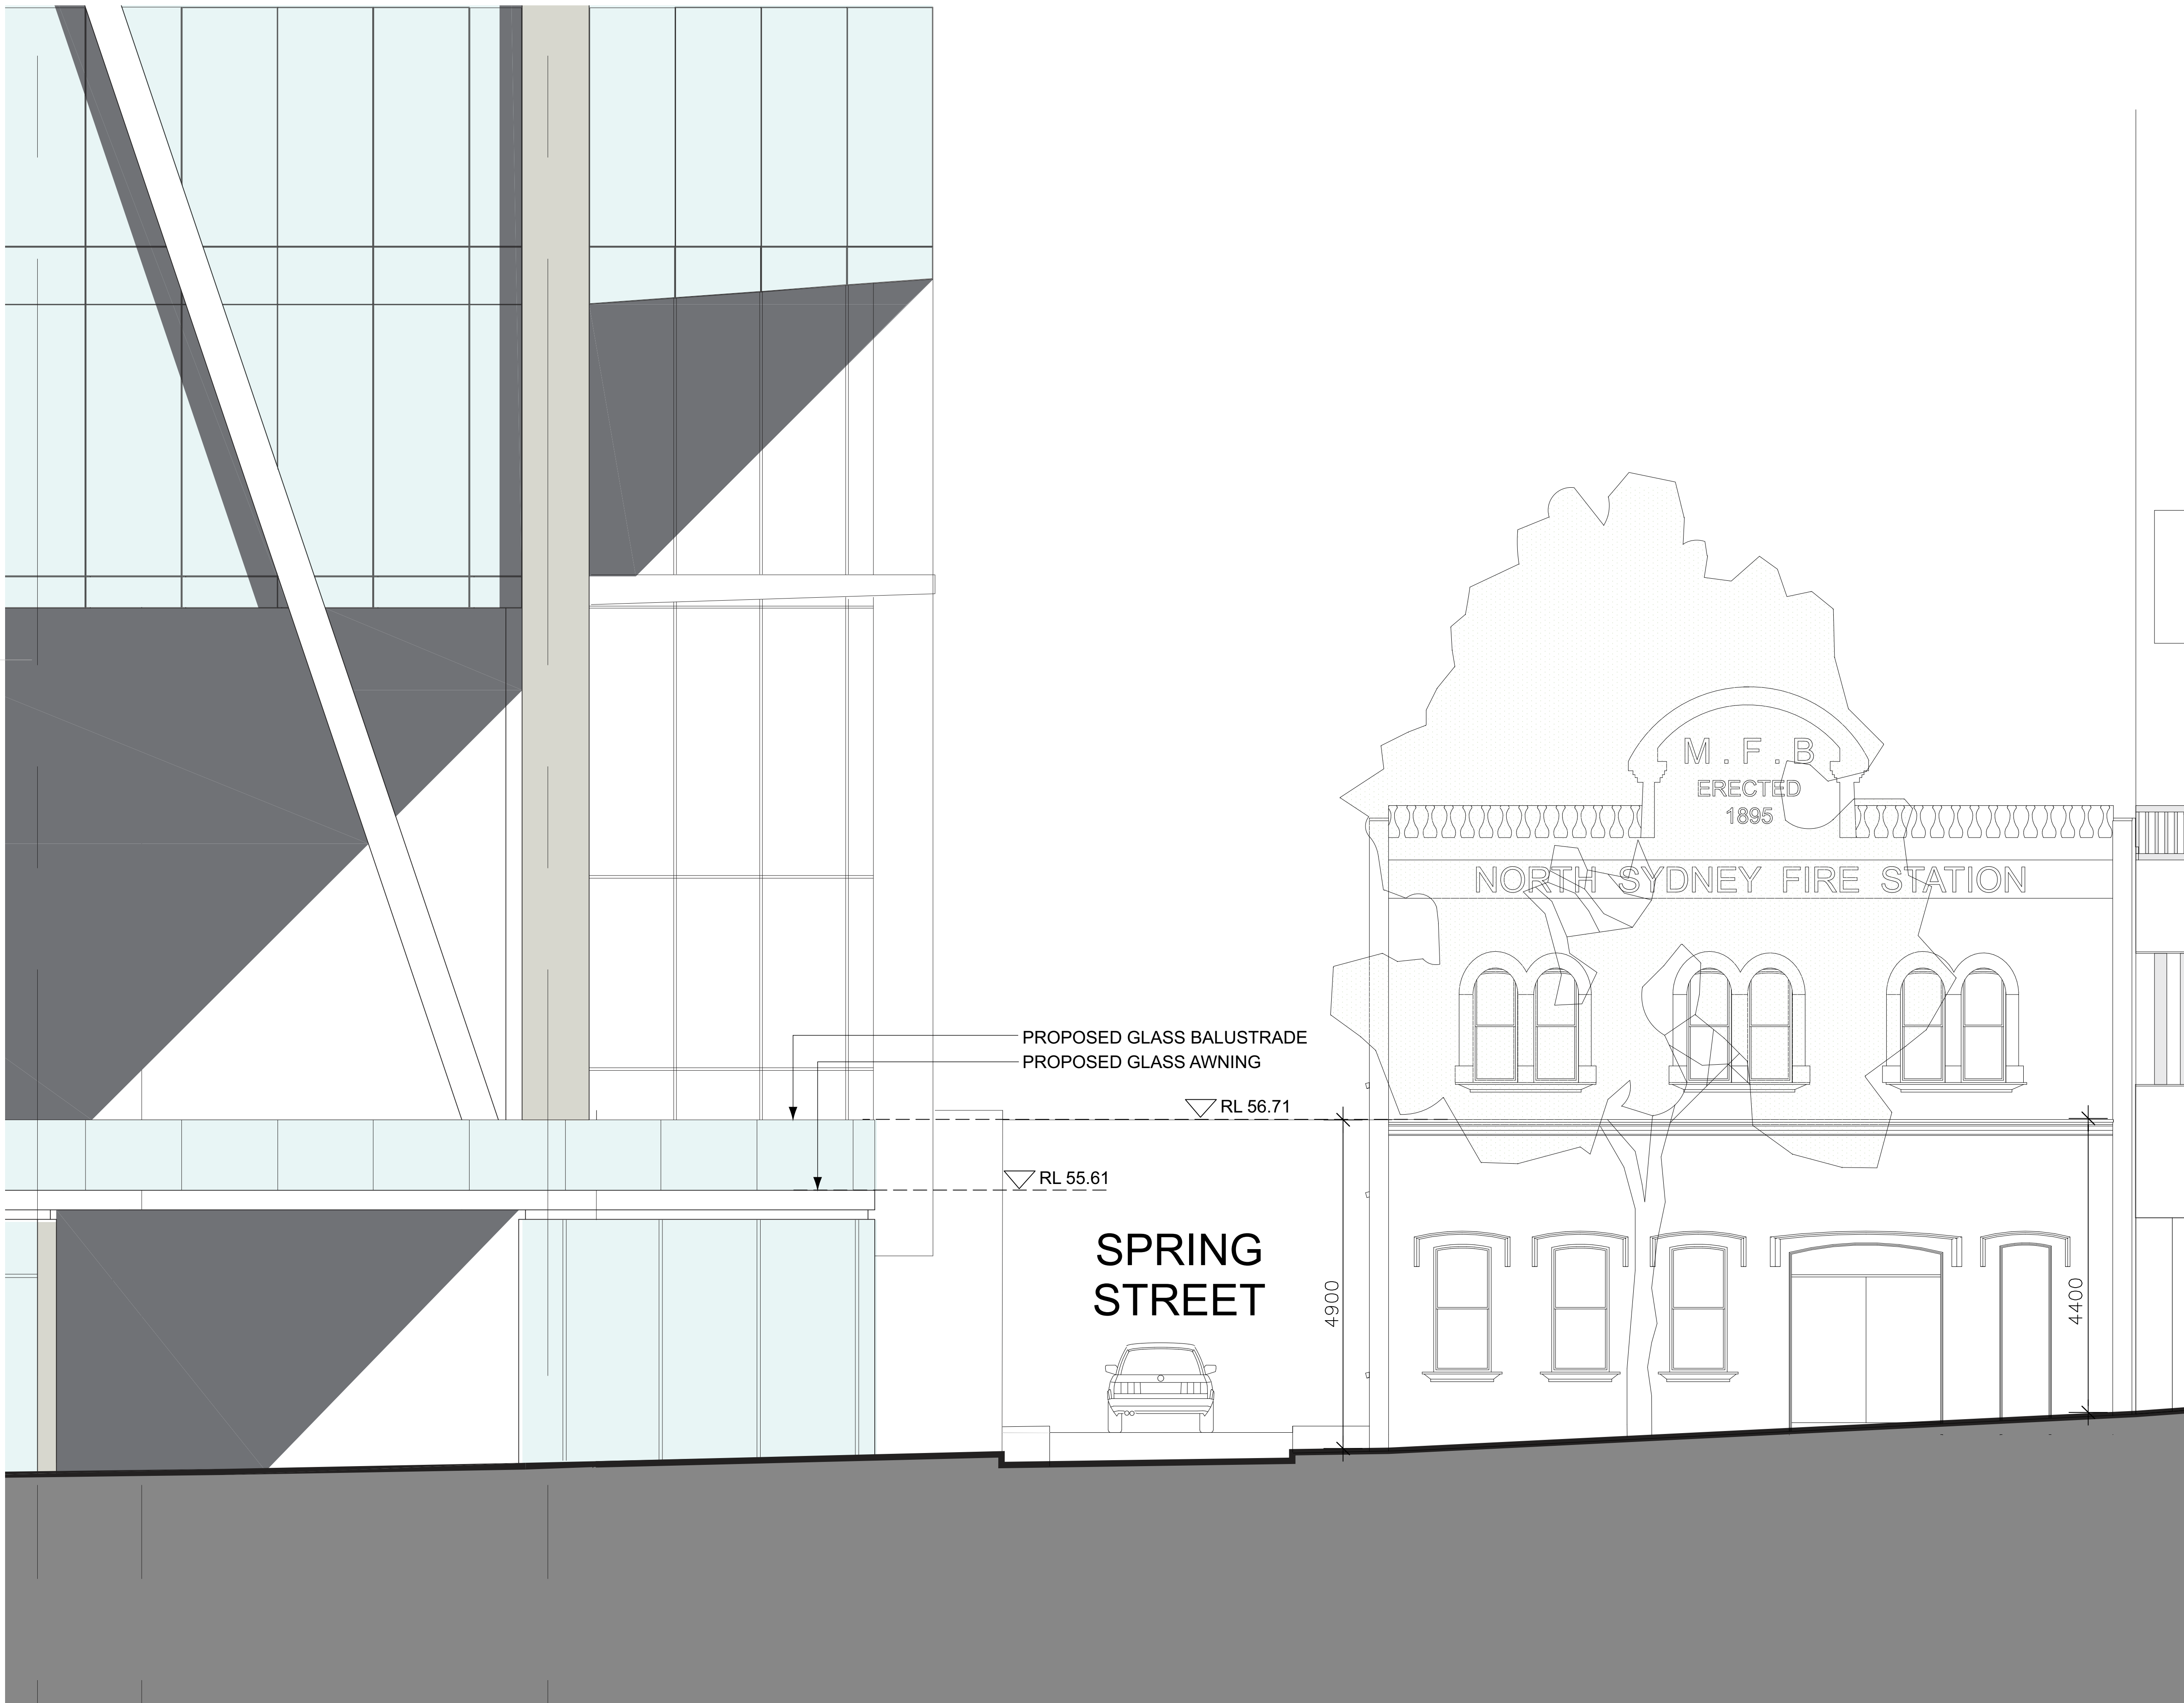 M . F . B
ERECTED
1895
NORTH SYDNEY FIRE STATION
PROPOSED GLASS BALUSTRADE
PROPOSED GLASS AWNING
RL 56.71
RL 55.61
SPRING
STREET
4900
4400